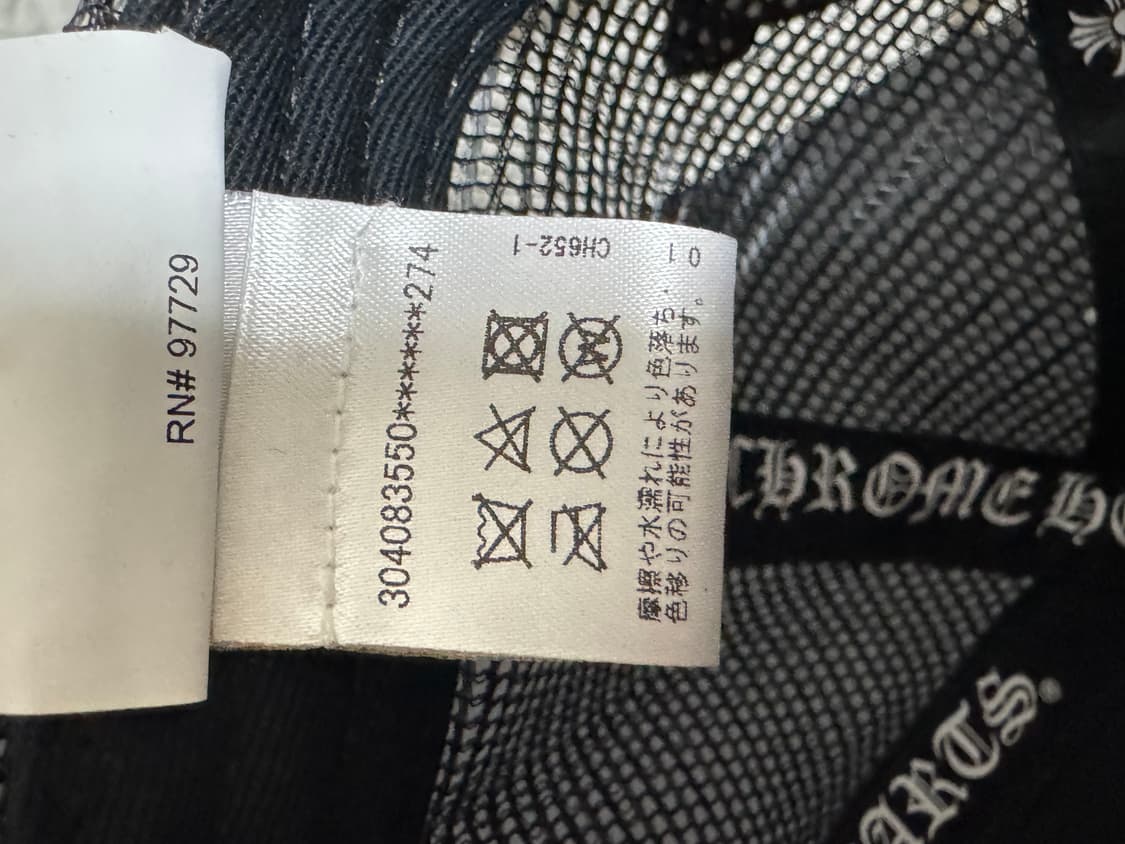 RN# 97729
304083550*******274
CH652-1
W
摩擦や水濡れにより色落ち・
色移りの可能性があります。
01
CHROME
ARTS®